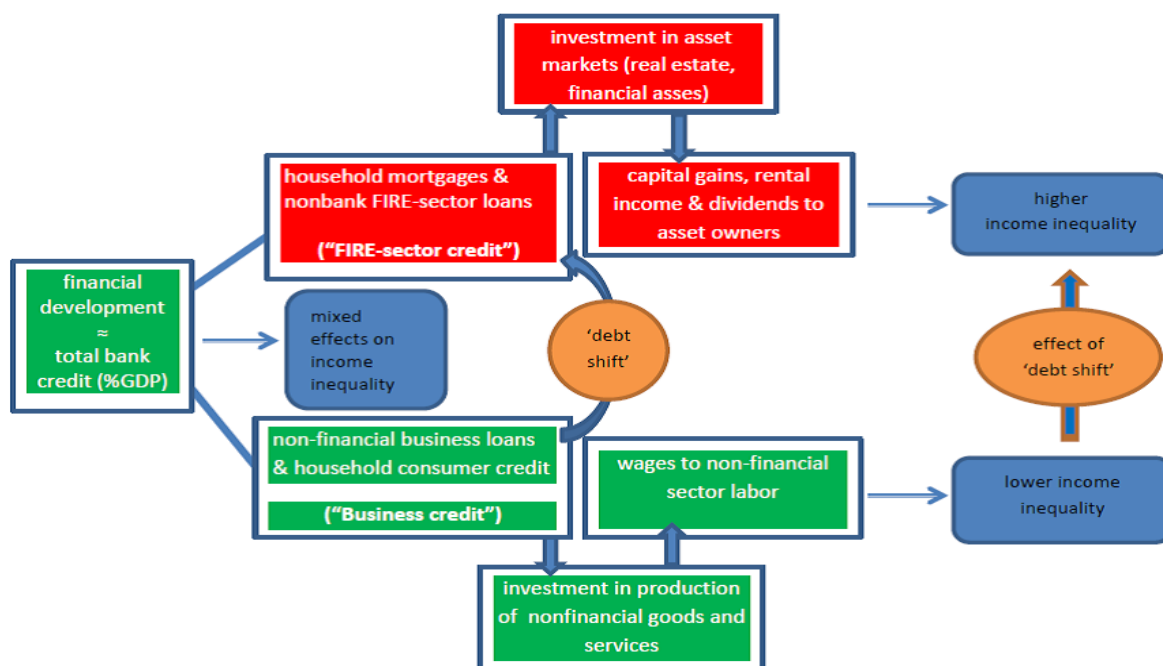 investment in asset
markets (real estate,
financial asses)
household mortgages &
nonbank FIRE-sector loans
(“FIRE-sector credit”)
capital gains, rental
income & dividends to
asset owners
higher
income inequality
financial
development
≈
total bank
credit (%GDP)
mixed
effects on
income
inequality
‘debt
shift’
effect of
‘debt shift’
non-financial business loans
& household consumer credit
(“Business credit”)
wages to non-financial
sector labor
lower income
inequality
investment in production
of nonfinancial goods and
services